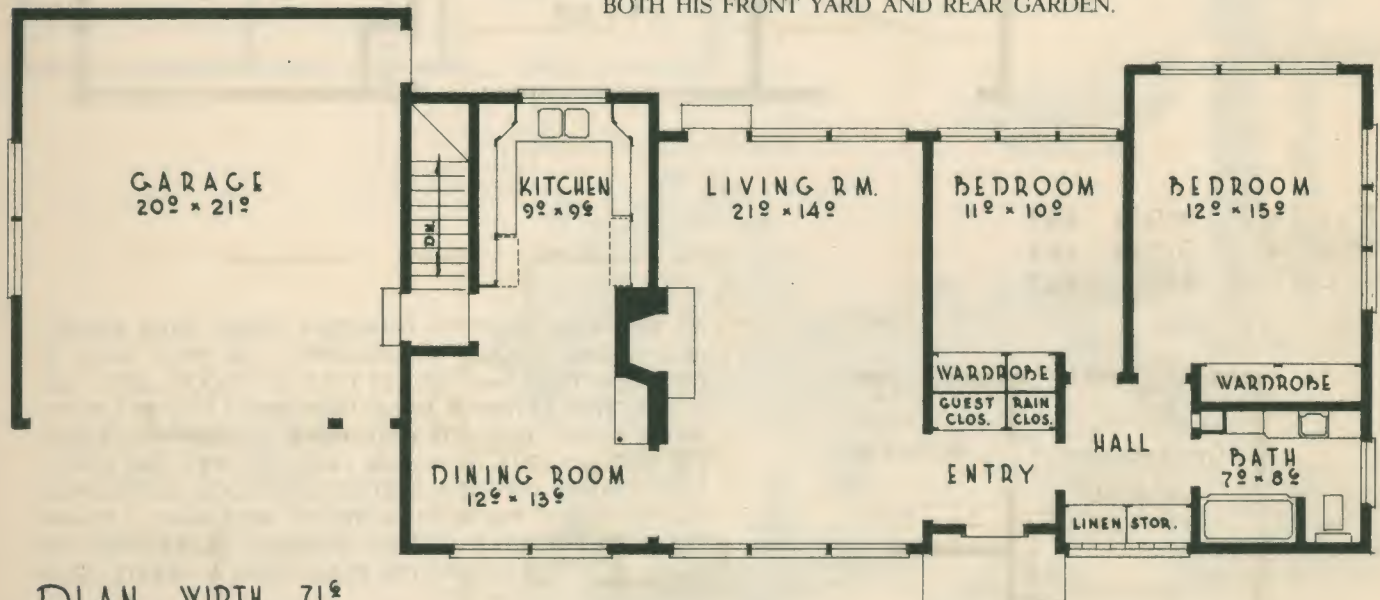 BOTH HIS FRONT YARD AND REAR GARDEN.
GARAGE
20⁰ × 21⁰
DN.
KITCHEN
9⁰ × 9⁶
LIVING RM.
21⁰ × 14⁰
BEDROOM
11⁰ × 10⁰
BEDROOM
12⁰ × 15⁰
WARDROBE
GUEST CLOS.
RAIN CLOS.
WARDROBE
HALL
DINING ROOM
12⁶ × 13⁶
ENTRY
BATH
7⁰ × 8⁶
LINEN
STOR.
PLAN WIDTH 71⁶